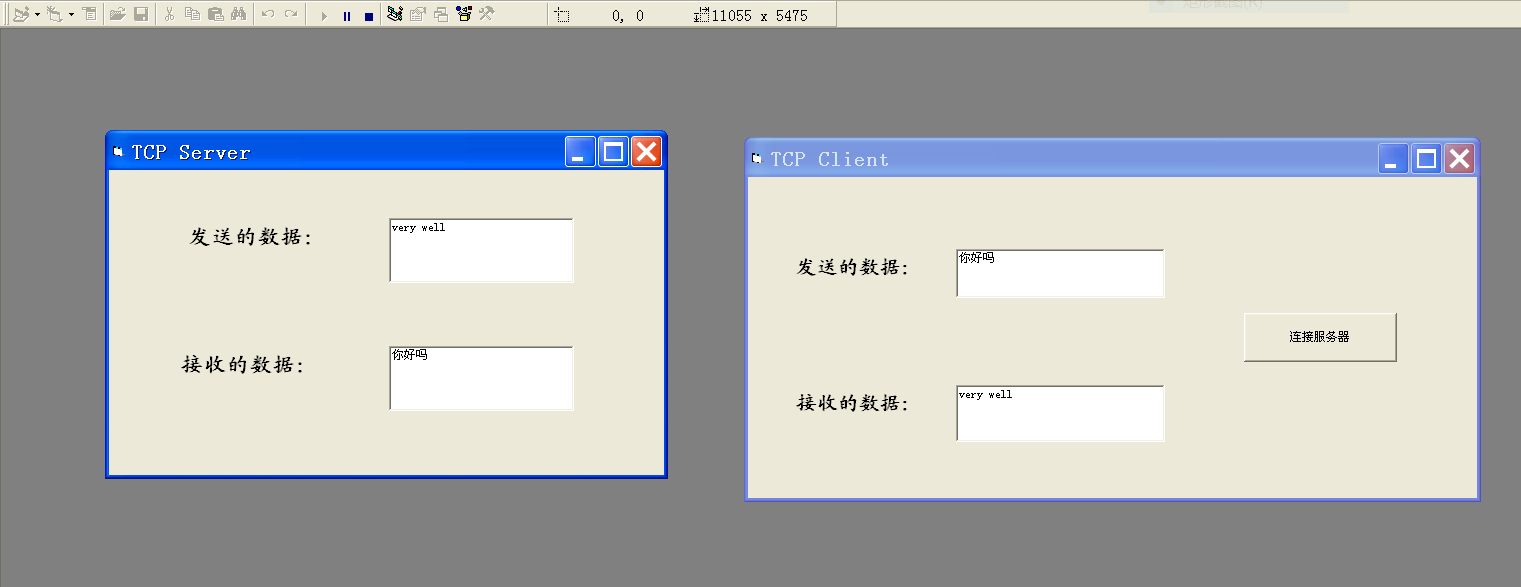 0, 0
11055 x 5475
TCP Server
发送的数据:
very well
接收的数据:
你好吗
TCP Client
发送的数据:
你好吗
连接服务器
接收的数据:
very well